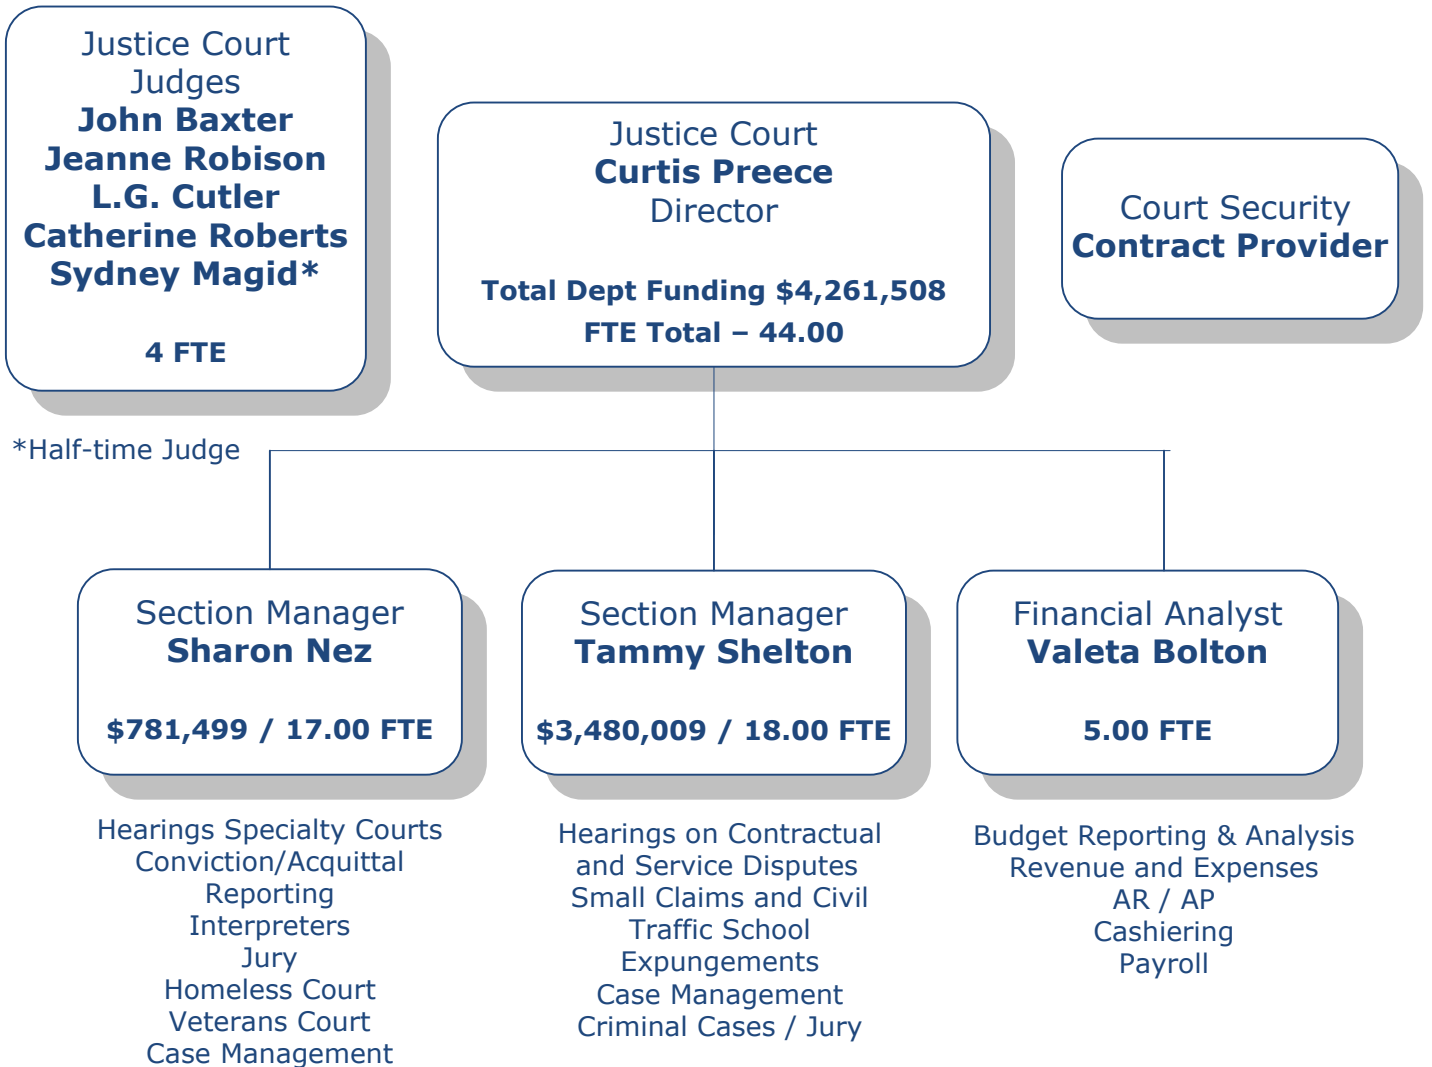 Justice Court
Judges
John Baxter
Jeanne Robison
L.G. Cutler
Catherine Roberts
Sydney Magid*
4 FTE
*Half-time Judge
Justice Court
Curtis Preece
Director
Total Dept Funding $4,261,508
FTE Total – 44.00
Court Security
Contract Provider
Section Manager
Sharon Nez
$781,499 / 17.00 FTE
Hearings Specialty Courts
Conviction/Acquittal
Reporting
Interpreters
Jury
Homeless Court
Veterans Court
Case Management
Section Manager
Tammy Shelton
$3,480,009 / 18.00 FTE
Hearings on Contractual
and Service Disputes
Small Claims and Civil
Traffic School
Expungements
Case Management
Criminal Cases / Jury
Financial Analyst
Valeta Bolton
5.00 FTE
Budget Reporting & Analysis
Revenue and Expenses
AR / AP
Cashiering
Payroll